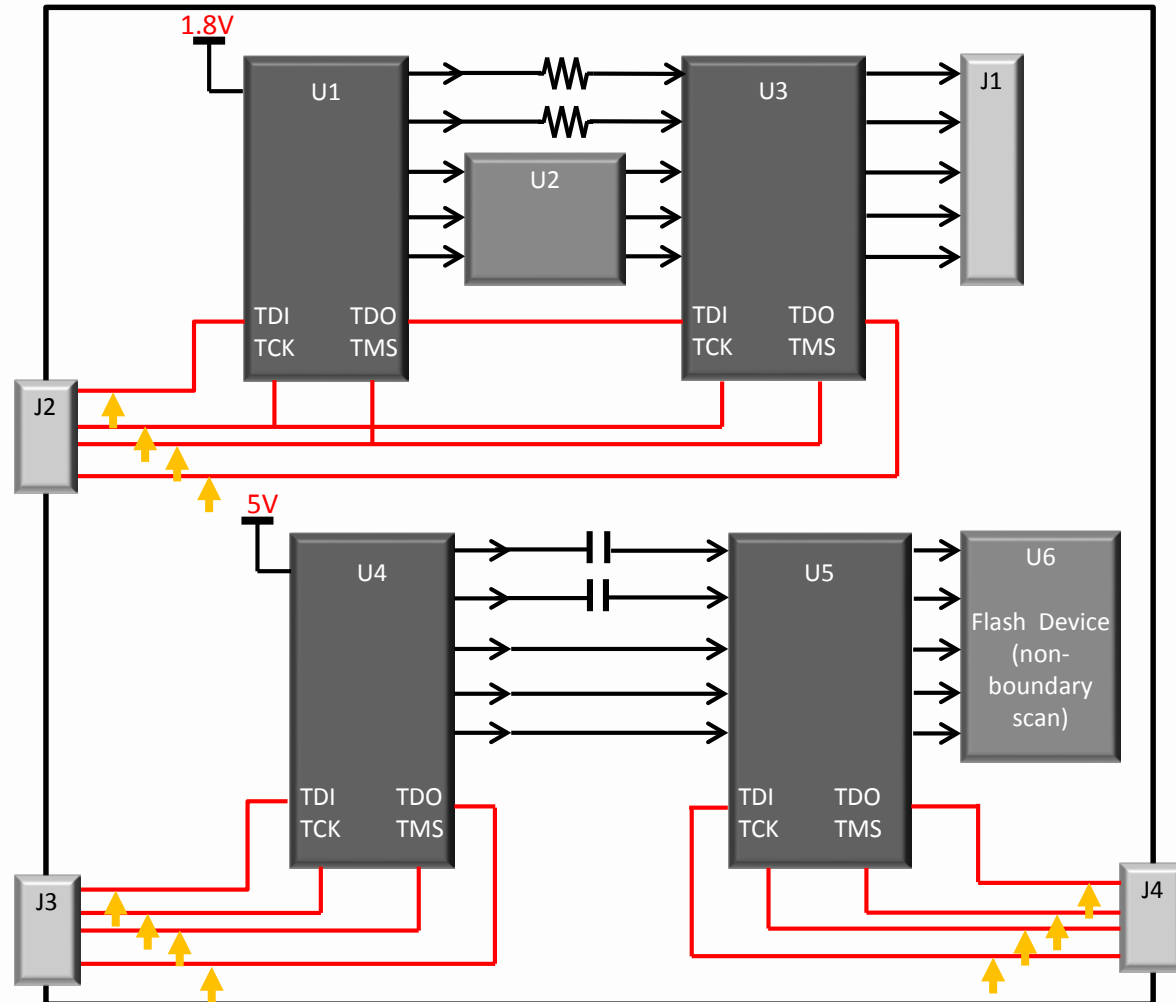 1.8V
U1
U3
J1
U2
TDI TDO
TCK TMS
TDI TDO
TCK TMS
J2
5V
U4
U5
U6
Flash Device
(non-
boundary
scan)
TDI TDO
TCK TMS
TDI TDO
TCK TMS
J3
J4